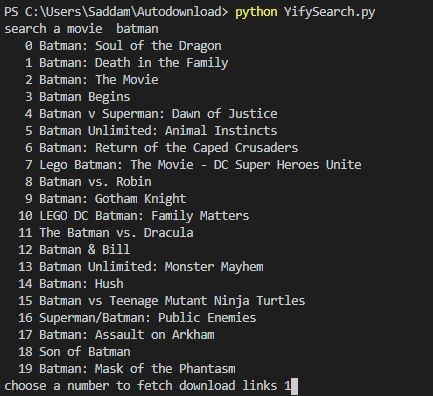 PS C:\Users\Saddam\Autodownload> python YifySearch.py
search a movie  batman
0 Batman: Soul of the Dragon
1 Batman: Death in the Family
2 Batman: The Movie
3 Batman Begins
4 Batman v Superman: Dawn of Justice
5 Batman Unlimited: Animal Instincts
6 Batman: Return of the Caped Crusaders
7 Lego Batman: The Movie - DC Super Heroes Unite
8 Batman vs. Robin
9 Batman: Gotham Knight
10 LEGO DC Batman: Family Matters
11 The Batman vs. Dracula
12 Batman & Bill
13 Batman Unlimited: Monster Mayhem
14 Batman: Hush
15 Batman vs Teenage Mutant Ninja Turtles
16 Superman/Batman: Public Enemies
17 Batman: Assault on Arkham
18 Son of Batman
19 Batman: Mask of the Phantasm
choose a number to fetch download links 1